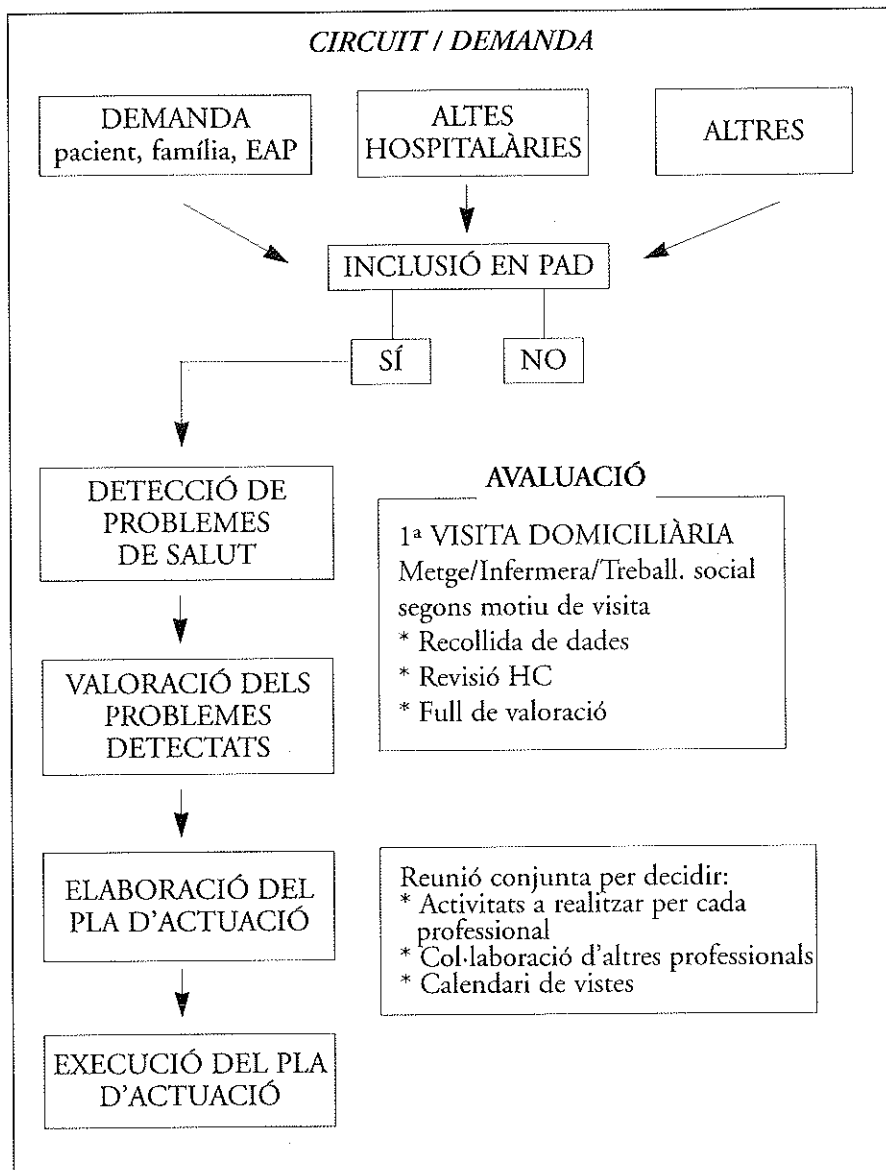 CIRCUIT / DEMANDA
DEMANDA
pacient, família, EAP
ALTES
HOSPITALÀRIES
ALTRES
INCLUSIÓ EN PAD
SÍ
NO
DETECCIÓ DE
PROBLEMES
DE SALUT
VALORACIÓ DELS
PROBLEMES
DETECTATS
ELABORACIÓ DEL
PLA D'ACTUACIÓ
EXECUCIÓ DEL PLA
D'ACTUACIÓ
AVALUACIÓ
1ª VISITA DOMICILIÀRIA
Metge/Infermera/Treball. social
segons motiu de visita
* Recollida de dades
* Revisió HC
* Full de valoració
Reunió conjunta per decidir:
* Activitats a realitzar per cada
professional
* Col·laboració d'altres professionals
* Calendari de vistes